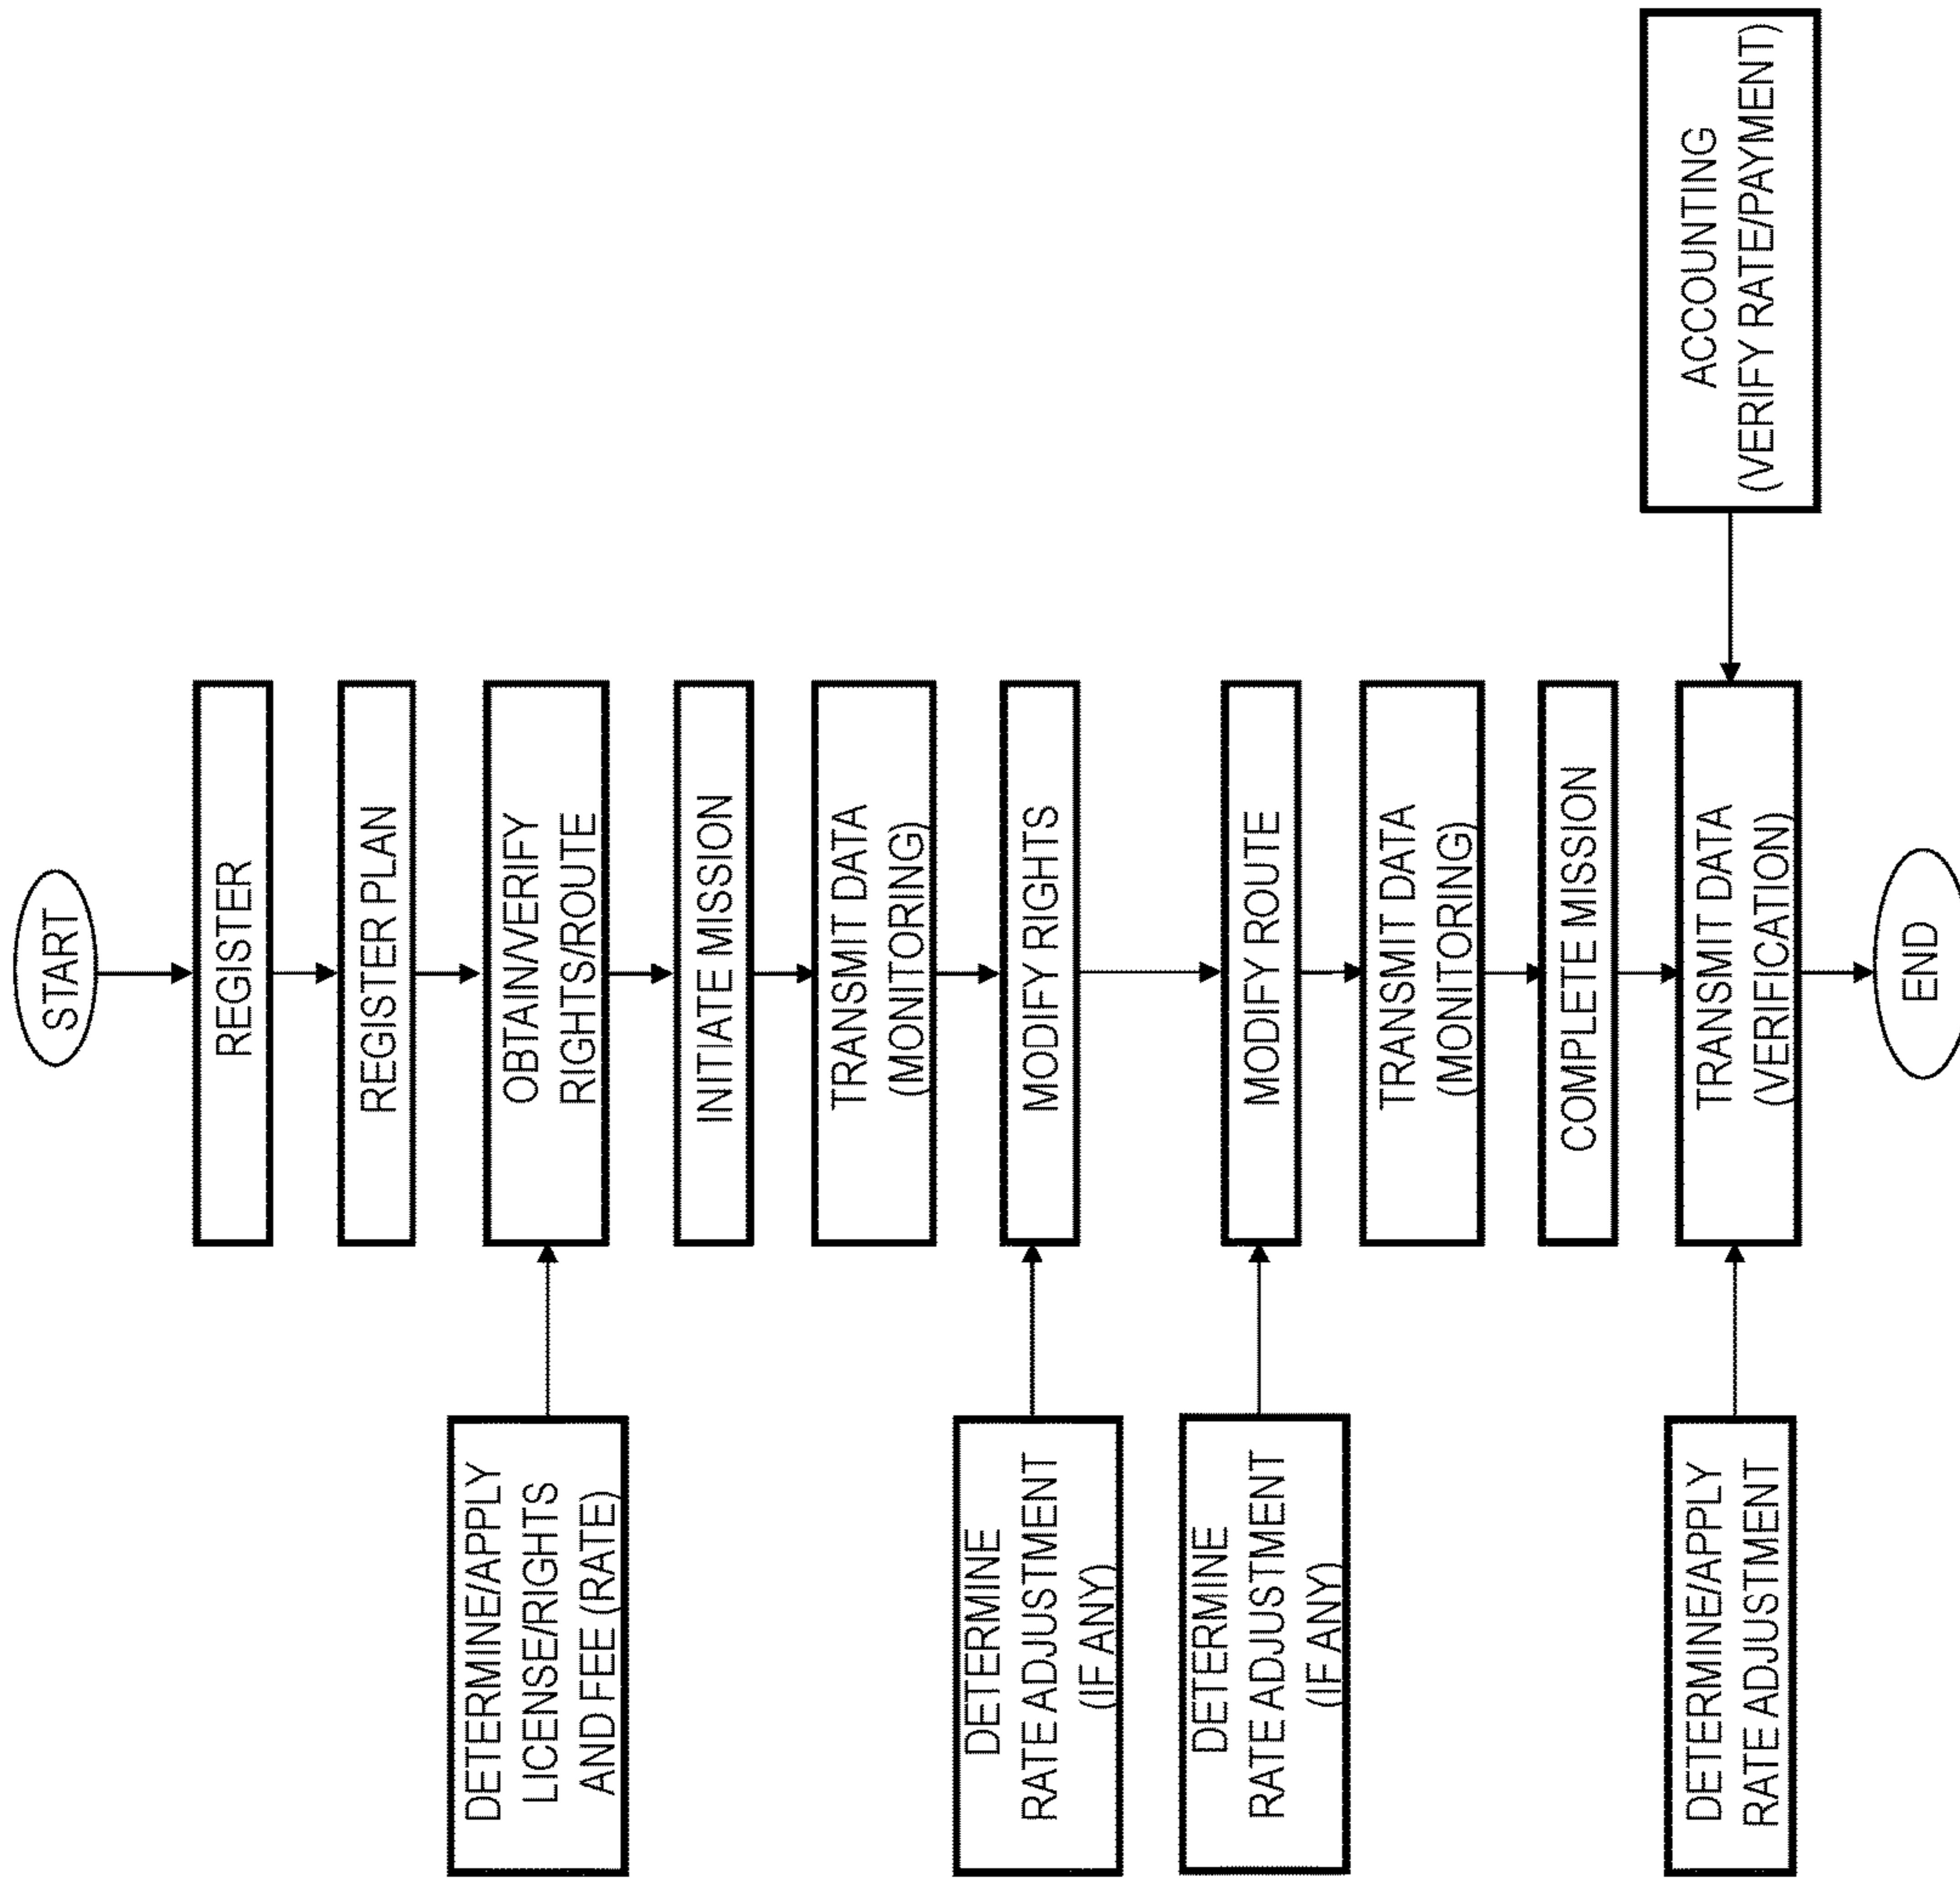 START
REGISTER
REGISTER PLAN
DETERMINE/APPLY
LICENSE/RIGHTS
AND FEE (RATE)
OBTAIN/VERIFY
RIGHTS/ROUTE
INITIATE MISSION
TRANSMIT DATA
(MONITORING)
DETERMINE
RATE ADJUSTMENT
(IF ANY)
MODIFY RIGHTS
DETERMINE
RATE ADJUSTMENT
(IF ANY)
MODIFY ROUTE
TRANSMIT DATA
(MONITORING)
COMPLETE MISSION
DETERMINE/APPLY
RATE ADJUSTMENT
TRANSMIT DATA
(VERIFICATION)
ACCOUNTING
(VERIFY RATE/PAYMENT)
END